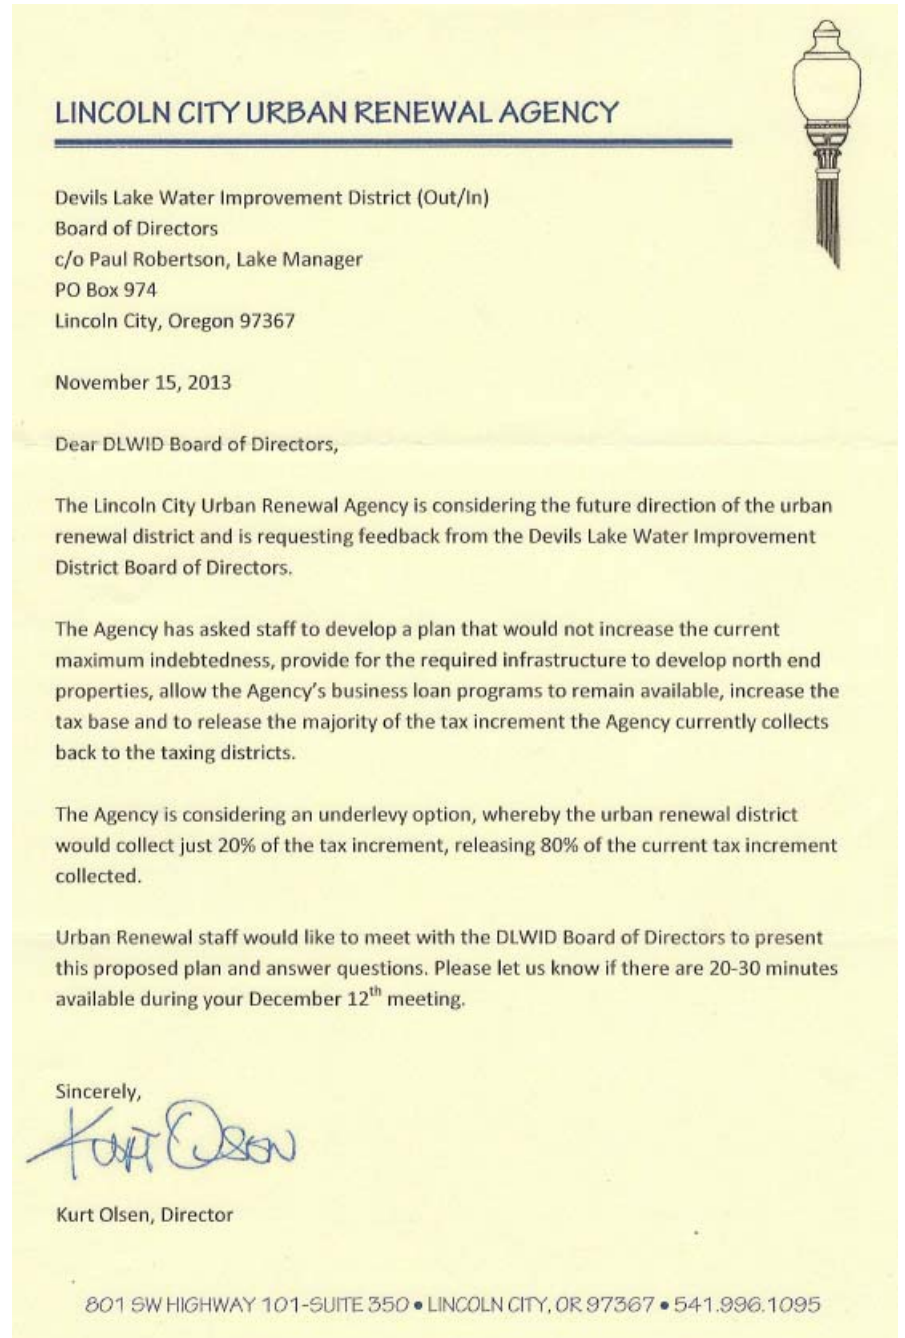 LINCOLN CITY URBAN RENEWAL AGENCY
Devils Lake Water Improvement District (Out/In)
Board of Directors
c/o Paul Robertson, Lake Manager
PO Box 974
Lincoln City, Oregon 97367
November 15, 2013
Dear DLWID Board of Directors,
The Lincoln City Urban Renewal Agency is considering the future direction of the urban
renewal district and is requesting feedback from the Devils Lake Water Improvement
District Board of Directors.
The Agency has asked staff to develop a plan that would not increase the current
maximum indebtedness, provide for the required infrastructure to develop north end
properties, allow the Agency's business loan programs to remain available, increase the
tax base and to release the majority of the tax increment the Agency currently collects
back to the taxing districts.
The Agency is considering an underlevy option, whereby the urban renewal district
would collect just 20% of the tax increment, releasing 80% of the current tax increment
collected.
Urban Renewal staff would like to meet with the DLWID Board of Directors to present
this proposed plan and answer questions. Please let us know if there are 20-30 minutes
available during your December 12th meeting.
Sincerely,
Kurt Olsen
Kurt Olsen, Director
801 SW HIGHWAY 101-SUITE 350 • LINCOLN CITY, OR 97367 • 541.996.1095